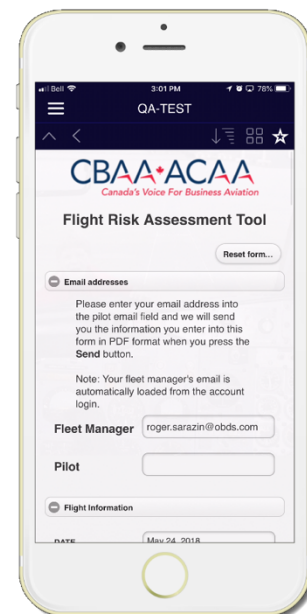 Bell 3:01 PM 78%
QA-TEST
CBAA ACAA
Canada's Voice For Business Aviation
Flight Risk Assessment Tool
Reset form...
Email addresses
Please enter your email address into
the pilot email field and we will send
you the information you enter into this
form in PDF format when you press the
Send button.
Note: Your fleet manager's email is
automatically loaded from the account
login.
Fleet Manager roger.sarazin@obds.com
Pilot
Flight Information
DATE May 24, 2018